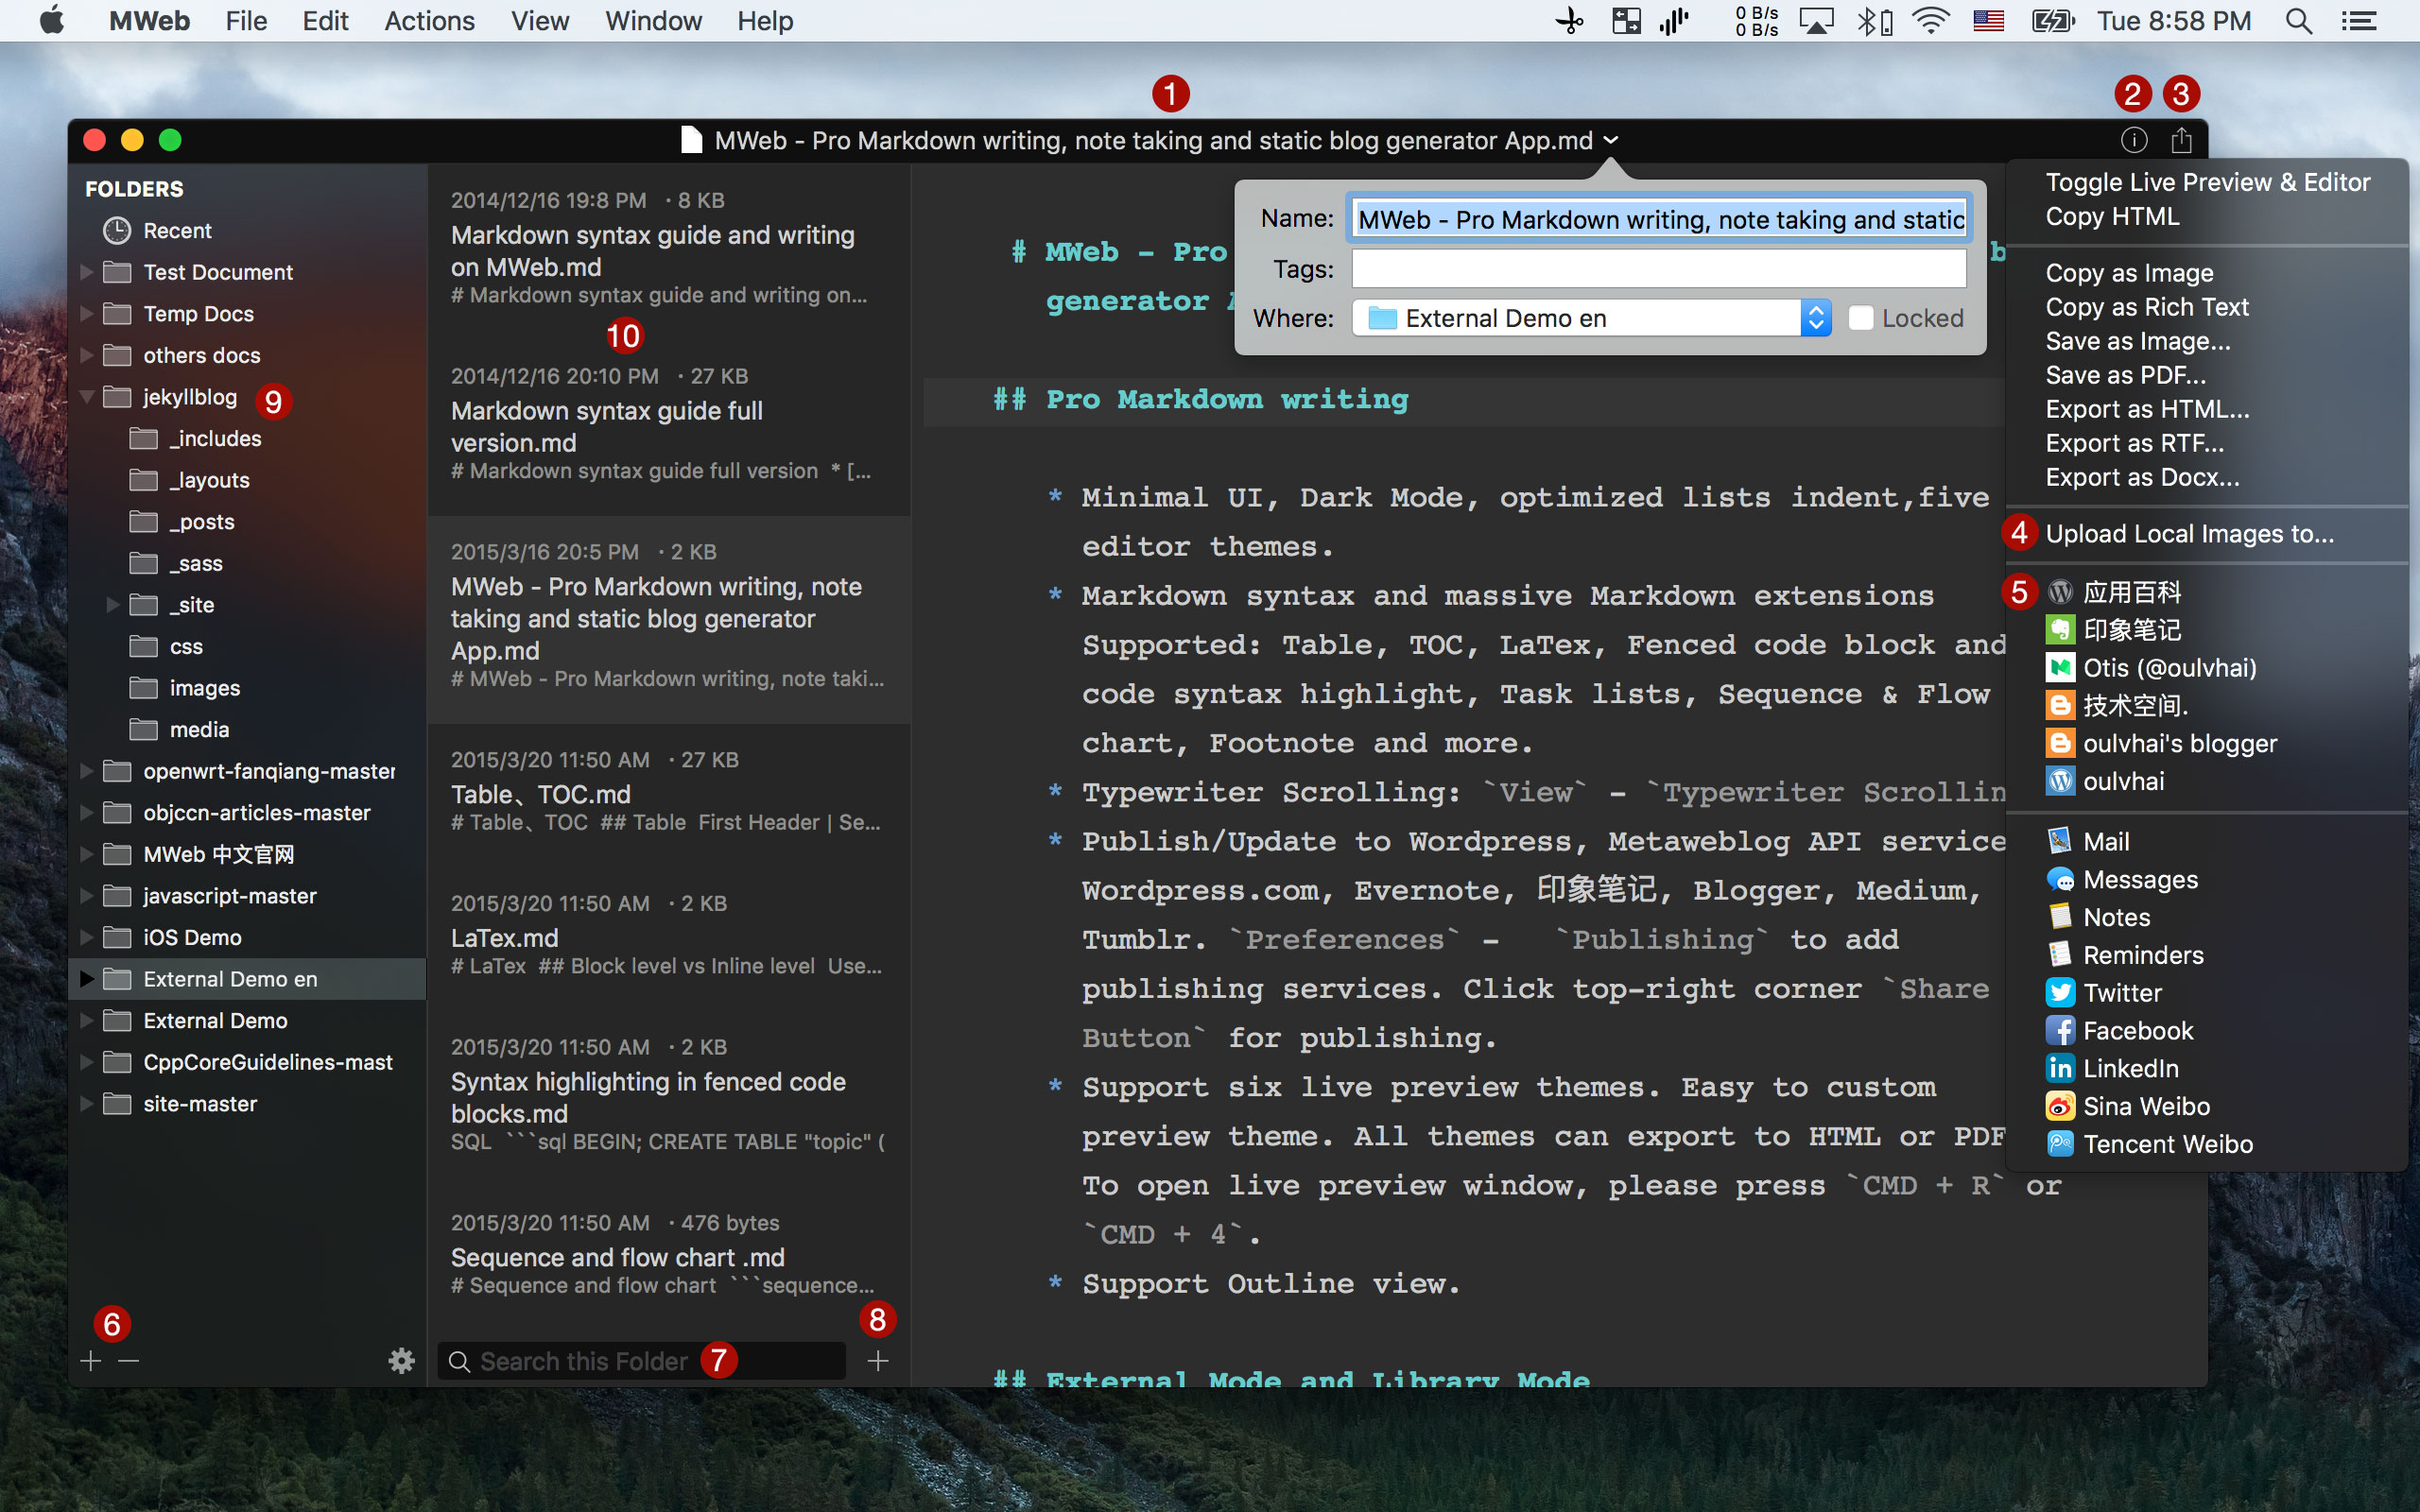 MWeb File Edit Actions View Window Help
0 B/s
0 B/s
Tue 8:58 PM
1
2 3
MWeb - Pro Markdown writing, note taking and static blog generator App.md
FOLDERS
Recent
Test Document
Temp Docs
others docs
jekyllblog 9
_includes
_layouts
_posts
_sass
_site
css
images
media
openwrt-fanqiang-master
objccn-articles-master
MWeb 中文官网
javascript-master
iOS Demo
External Demo en
External Demo
CppCoreGuidelines-mast
site-master
6
2014/12/16 19:8 PM · 8 KB
Markdown syntax guide and writing
on MWeb.md
# Markdown syntax guide and writing on...
10
2014/12/16 20:10 PM · 27 KB
Markdown syntax guide full
version.md
# Markdown syntax guide full version * [...
2015/3/16 20:5 PM · 2 KB
MWeb - Pro Markdown writing, note
taking and static blog generator
App.md
# MWeb - Pro Markdown writing, note taki...
2015/3/20 11:50 AM · 27 KB
Table、TOC.md
# Table、TOC ## Table First Header | Se...
2015/3/20 11:50 AM · 2 KB
LaTex.md
# LaTex ## Block level vs Inline level Use...
2015/3/20 11:50 AM · 2 KB
Syntax highlighting in fenced code
blocks.md
SQL ```sql BEGIN; CREATE TABLE "topic" (
2015/3/20 11:50 AM · 476 bytes
Sequence and flow chart .md
# Sequence and flow chart ```sequence...
8
Search this Folder 7
Name: MWeb - Pro Markdown writing, note taking and static
Tags:
Where: External Demo en Locked
# MWeb - Pro b
generator
## Pro Markdown writing
* Minimal UI, Dark Mode, optimized lists indent,five
editor themes.
* Markdown syntax and massive Markdown extensions
Supported: Table, TOC, LaTex, Fenced code block and
code syntax highlight, Task lists, Sequence & Flow
chart, Footnote and more.
* Typewriter Scrolling: `View` - `Typewriter Scrollin
* Publish/Update to Wordpress, Metaweblog API service
Wordpress.com, Evernote, 印象笔记, Blogger, Medium,
Tumblr. `Preferences` - `Publishing` to add
publishing services. Click top-right corner `Share
Button` for publishing.
* Support six live preview themes. Easy to custom
preview theme. All themes can export to HTML or PDF
To open live preview window, please press `CMD + R` or
`CMD + 4`.
* Support Outline view.
## External Mode and Library Mode
Toggle Live Preview & Editor
Copy HTML
Copy as Image
Copy as Rich Text
Save as Image...
Save as PDF...
Export as HTML...
Export as RTF...
Export as Docx...
4 Upload Local Images to...
5 应用百科
印象笔记
Otis (@oulvhai)
技术空间.
oulvhai's blogger
oulvhai
Mail
Messages
Notes
Reminders
Twitter
Facebook
LinkedIn
Sina Weibo
Tencent Weibo